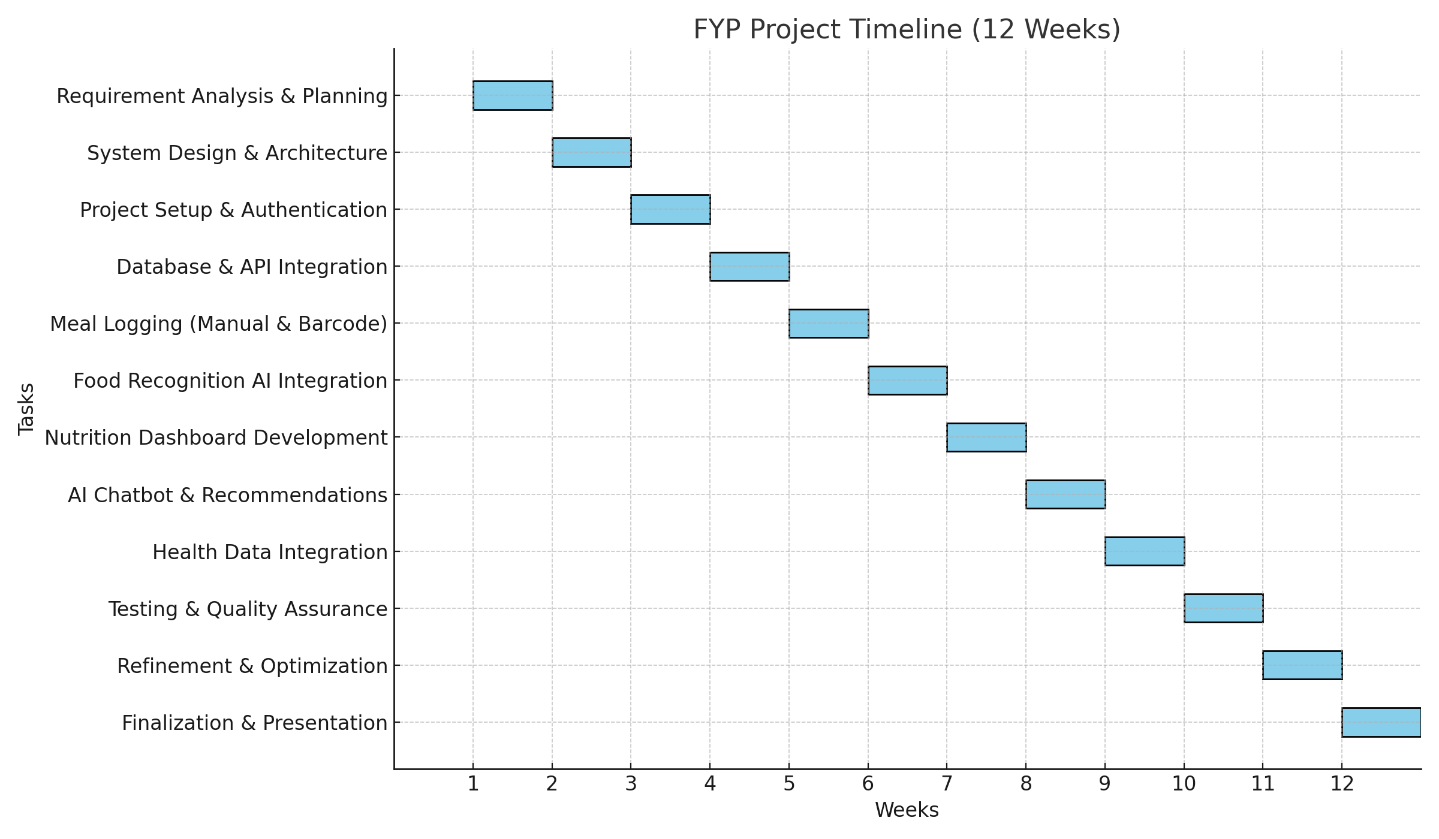 FYP Project Timeline (12 Weeks)
Requirement Analysis & Planning
System Design & Architecture
Project Setup & Authentication
Database & API Integration
Meal Logging (Manual & Barcode)
Food Recognition AI Integration
Tasks
Nutrition Dashboard Development
AI Chatbot & Recommendations
Health Data Integration
Testing & Quality Assurance
Refinement & Optimization
Finalization & Presentation
1 2 3 4 5 6 7 8 9 10 11 12
Weeks